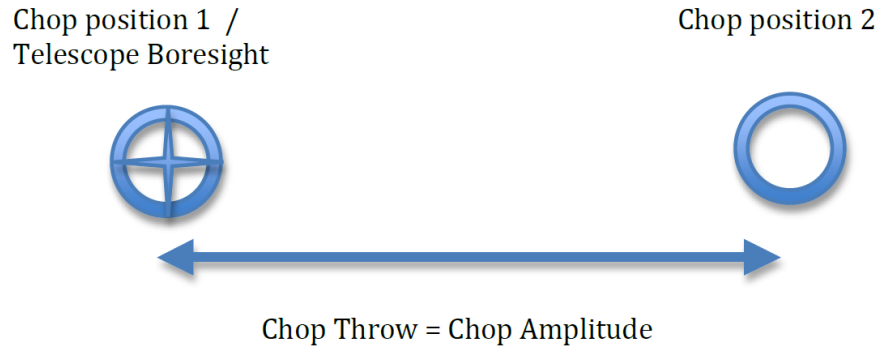 Chop position 1 /
Telescope Boresight
Chop position 2
Chop Throw = Chop Amplitude